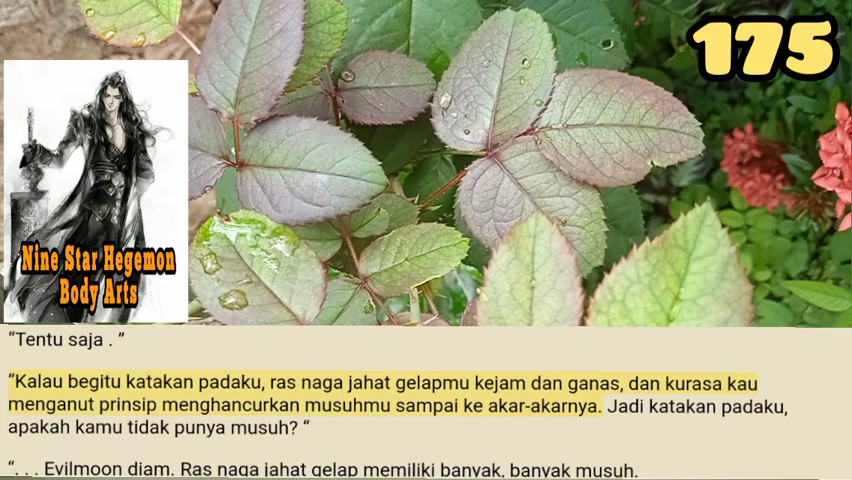 175
Nine Star Hegemon
Body Arts
“Tentu saja . ”
“Kalau begitu katakan padaku, ras naga jahat gelapmu kejam dan ganas, dan kurasa kau
menganut prinsip menghancurkan musuhmu sampai ke akar-akarnya. Jadi katakan padaku,
apakah kamu tidak punya musuh? “
“. . . Evilmoon diam. Ras naga jahat gelap memiliki banyak, banyak musuh.